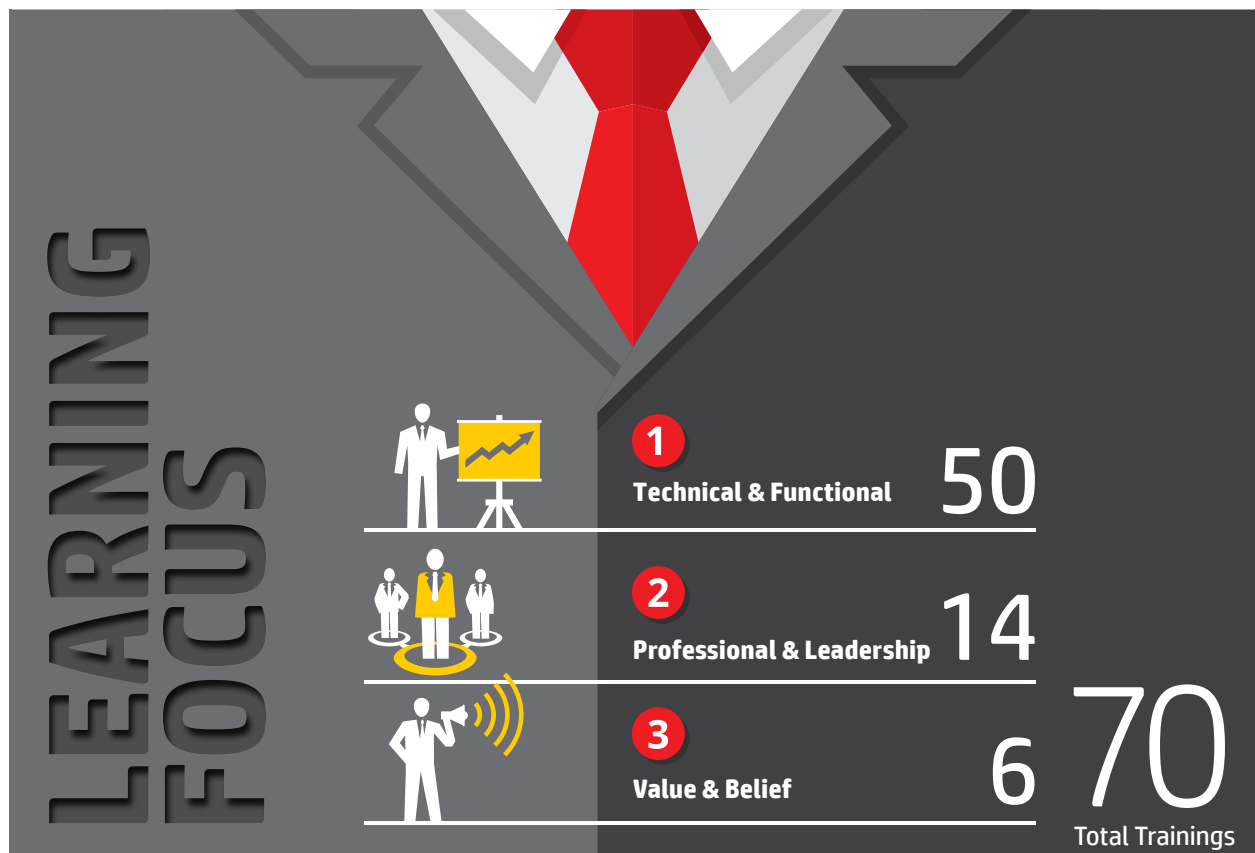 LEARNING
FOCUS
1
Technical & Functional
50
2
Professional & Leadership
14
3
Value & Belief
6
70
Total Trainings